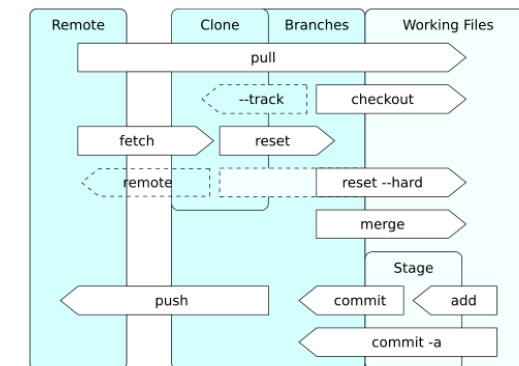 Remote Clone Branches Working Files
pull
--track checkout
fetch reset
remote reset --hard
merge
Stage
push commit add
commit -a